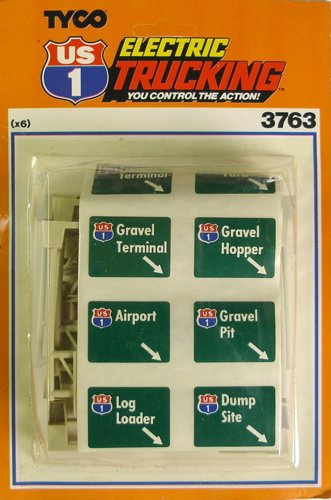 TYCO
US
1
ELECTRIC
TRUCKING™
YOU CONTROL THE ACTION!
(x6)
3763
Terminal
US
1
Gravel
Terminal
US
1
Gravel
Hopper
US
1
Airport
US
1
Gravel
Pit
US
1
Log
Loader
US
1
Dump
Site